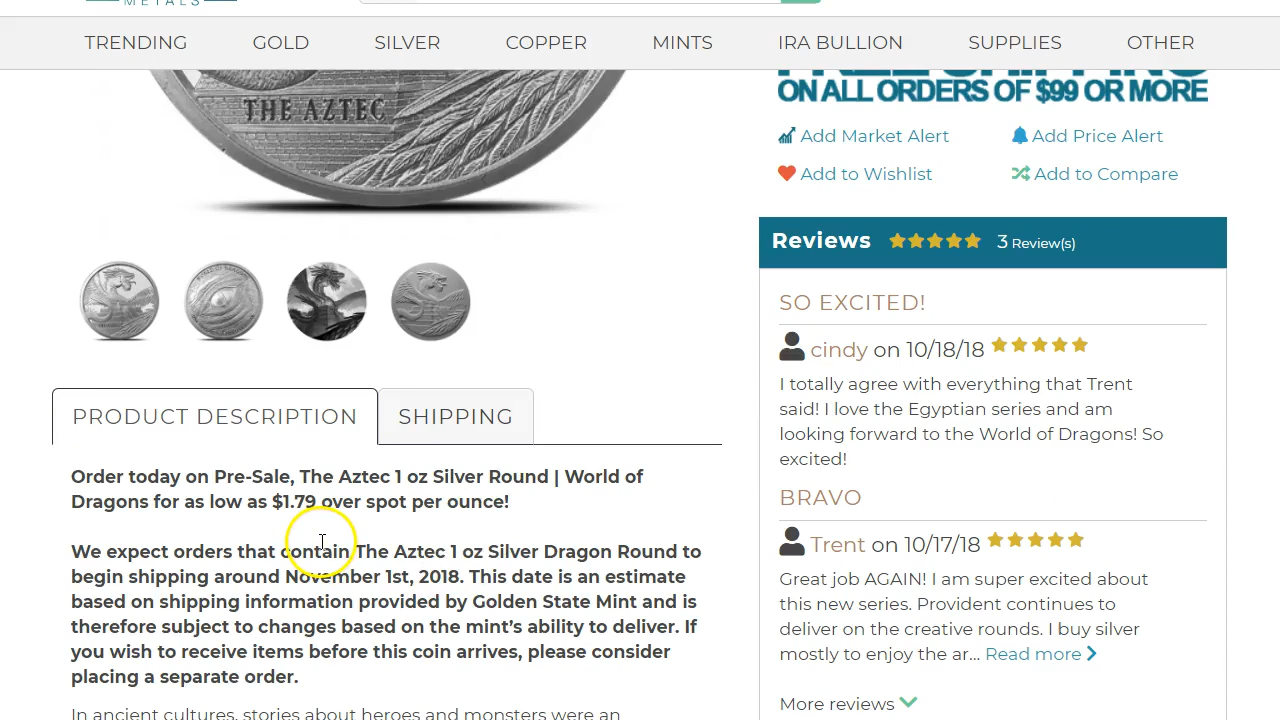 METALS
TRENDING GOLD SILVER COPPER MINTS IRA BULLION SUPPLIES OTHER
THE AZTEC
FREE SHIPPING
ON ALL ORDERS OF $99 OR MORE
Add Market Alert Add Price Alert
Add to Wishlist Add to Compare
Reviews 3 Review(s)
SO EXCITED!
cindy on 10/18/18
I totally agree with everything that Trent
said! I love the Egyptian series and am
looking forward to the World of Dragons! So
excited!
BRAVO
Trent on 10/17/18
Great job AGAIN! I am super excited about
this new series. Provident continues to
deliver on the creative rounds. I buy silver
mostly to enjoy the ar... Read more
More reviews
PRODUCT DESCRIPTION SHIPPING
Order today on Pre-Sale, The Aztec 1 oz Silver Round | World of
Dragons for as low as $1.79 over spot per ounce!
We expect orders that contain The Aztec 1 oz Silver Dragon Round to
begin shipping around November 1st, 2018. This date is an estimate
based on shipping information provided by Golden State Mint and is
therefore subject to changes based on the mint's ability to deliver. If
you wish to receive items before this coin arrives, please consider
placing a separate order.
In ancient cultures, stories about heroes and monsters were an